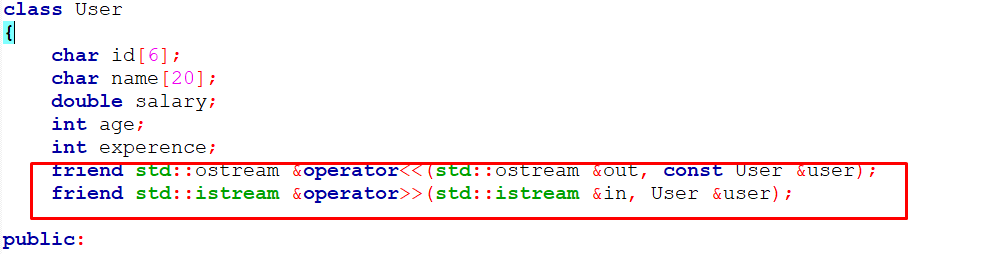 class User
{
char id[6];
char name[20];
double salary;
int age;
int experence;
friend std::ostream &operator<<(std::ostream &out, const User &user);
friend std::istream &operator>>(std::istream &in, User &user);
public: